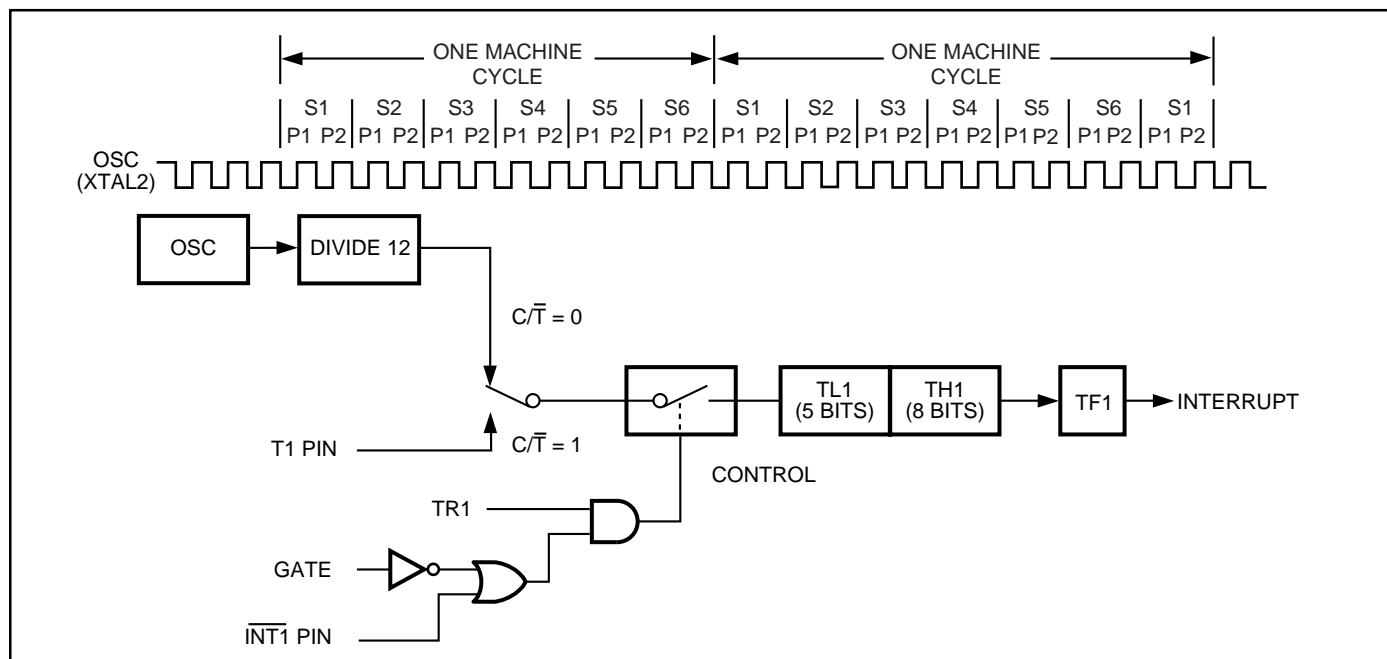 ONE MACHINE CYCLE
ONE MACHINE CYCLE
S1 S2 S3 S4 S5 S6 S1 S2 S3 S4 S5 S6 S1
P1 P2 P1 P2 P1 P2 P1 P2 P1 P2 P1 P2 P1 P2 P1 P2 P1 P2 P1 P2 P1 P2 P1 P2 P1 P2
OSC
(XTAL2)
OSC
DIVIDE 12
C/T̅ = 0
TL1
(5 BITS)
TH1
(8 BITS)
TF1
INTERRUPT
T1 PIN
C/T̅ = 1
CONTROL
TR1
GATE
I̅N̅T̅1̅ PIN